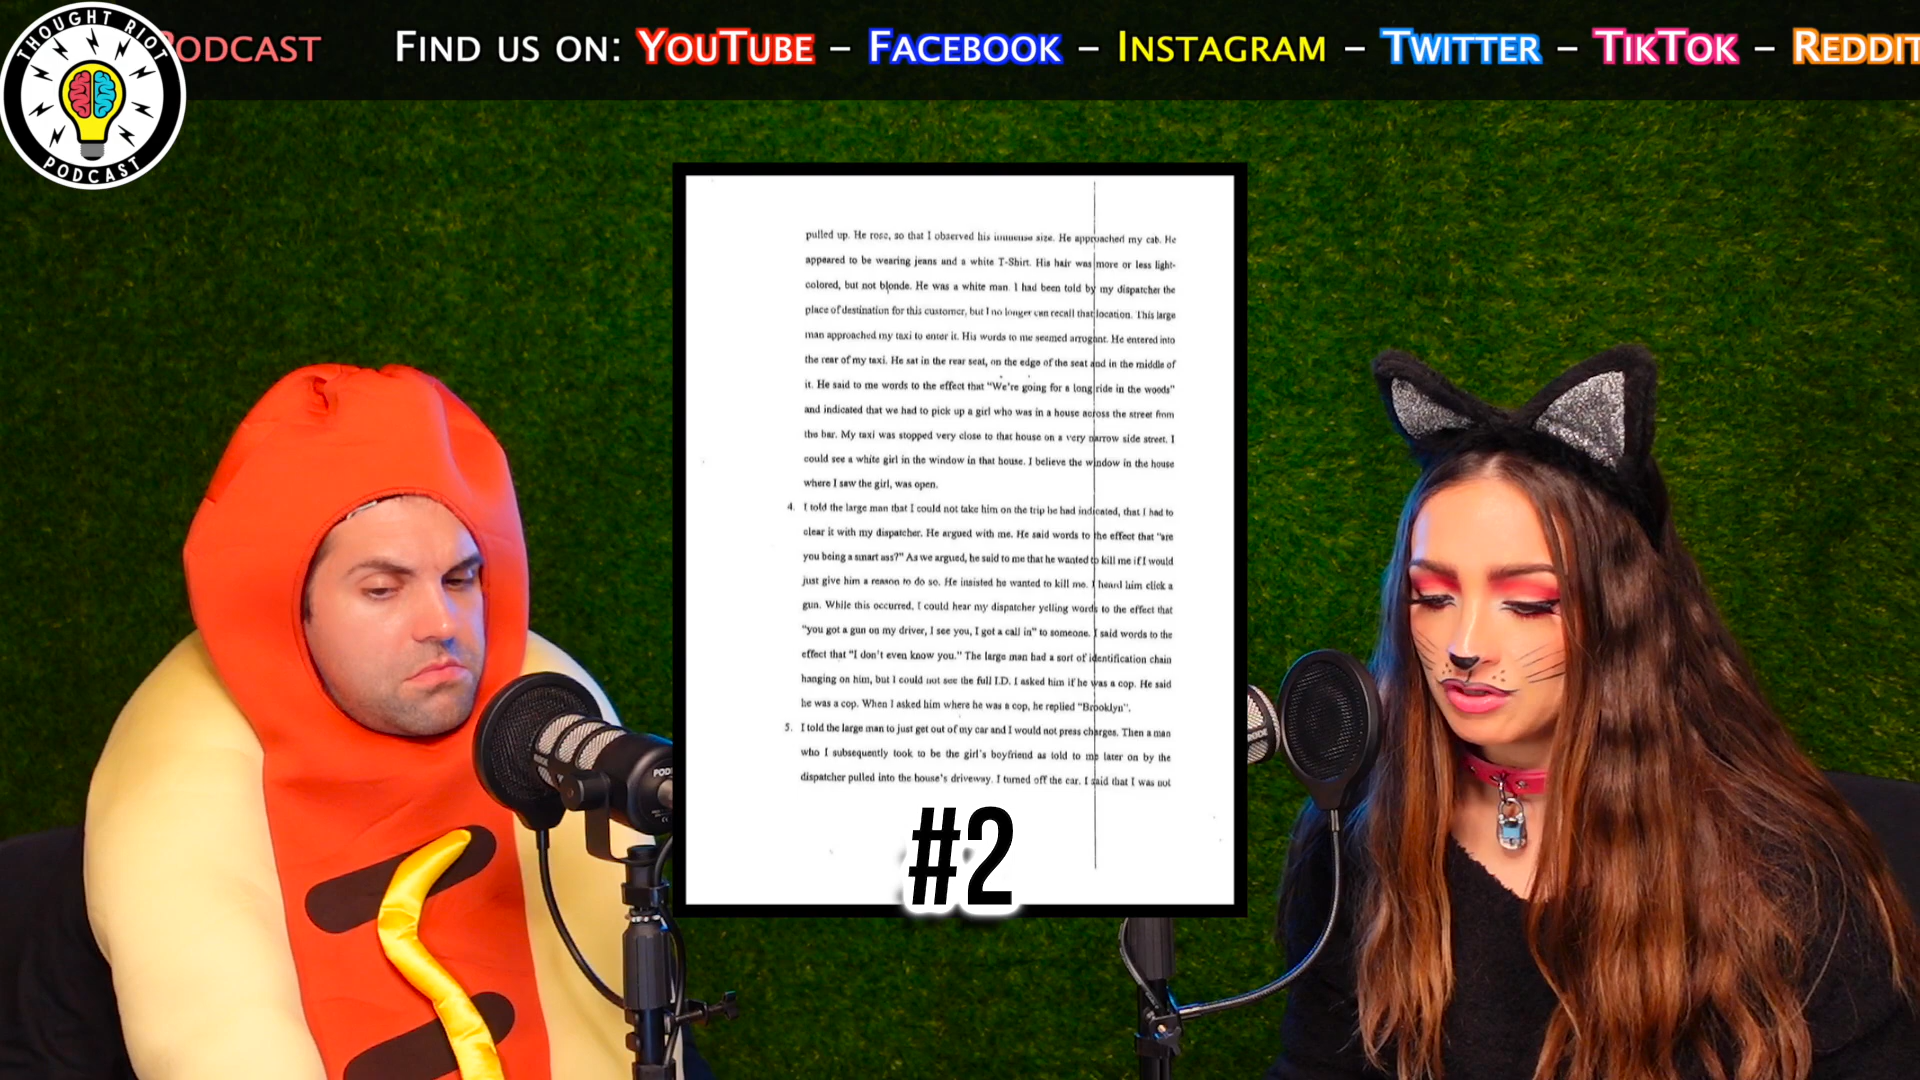 THOUGHT RIOT
PODCAST
PODCAST FIND US ON: YOUTUBE – FACEBOOK – INSTAGRAM – TWITTER – TIKTOK – REDDIT
pulled up. He rose, so that I observed his immense size. He approached my cab. He
appeared to be wearing jeans and a white T-Shirt. His hair was more or less light-
colored, but not blonde. He was a white man. I had been told by my dispatcher the
place of destination for this customer, but I no longer can recall that location. This large
man approached my taxi to enter it. His words to me seemed arrogant. He entered into
the rear of my taxi. He sat in the rear seat, on the edge of the seat and in the middle of
it. He said to me words to the effect that "We're going for a long ride in the woods"
and indicated that we had to pick up a girl who was in a house across the street from
the bar. My taxi was stopped very close to that house on a very narrow side street. I
could see a white girl in the window in that house. I believe the window in the house
where I saw the girl, was open.
4. I told the large man that I could not take him on the trip he had indicated, that I had to
clear it with my dispatcher. He argued with me. He said words to the effect that "are
you being a smart ass?" As we argued, he said to me that he wanted to kill me if I would
just give him a reason to do so. He insisted he wanted to kill me. I heard him click a
gun. While this occurred, I could hear my dispatcher yelling words to the effect that
"you got a gun on my driver, I see you, I got a call in" to someone. I said words to the
effect that "I don't even know you." The large man had a sort of identification chain
hanging on him, but I could not see the full I.D. I asked him if he was a cop. He said
he was a cop. When I asked him where he was a cop, he replied "Brooklyn".
5. I told the large man to just get out of my car and I would not press charges. Then a man
who I subsequently took to be the girl's boyfriend as told to me later on by the
dispatcher pulled into the house's driveway. I turned off the car. I said that I was not
#2
POD
RODE